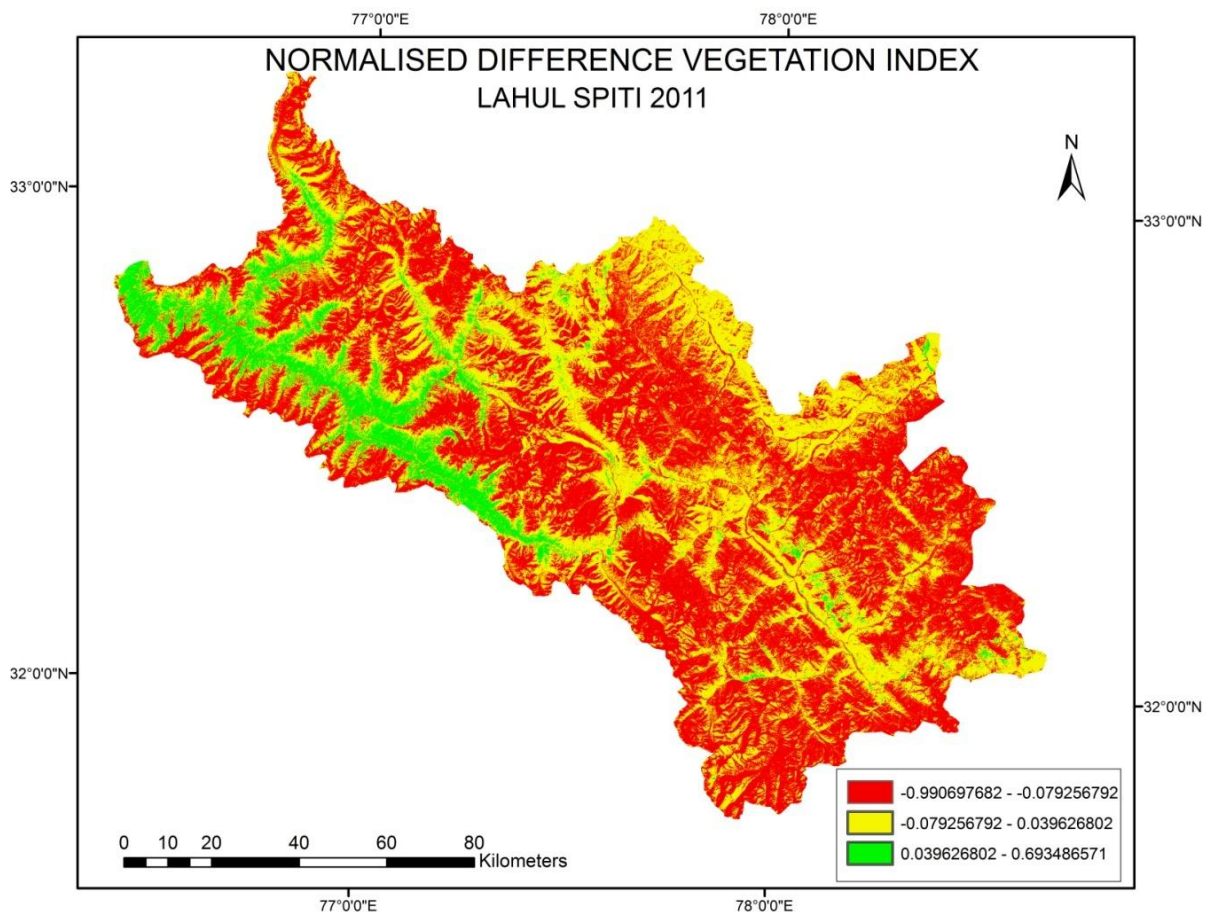 77°0'0"E 78°0'0"E
NORMALISED DIFFERENCE VEGETATION INDEX
LAHUL SPITI 2011
N
33°0'0"N
33°0'0"N
32°0'0"N
32°0'0"N
-0.990697682 - -0.079256792
-0.079256792 - 0.039626802
0.039626802 - 0.693486571
0 10 20 40 60 80
Kilometers
77°0'0"E 78°0'0"E